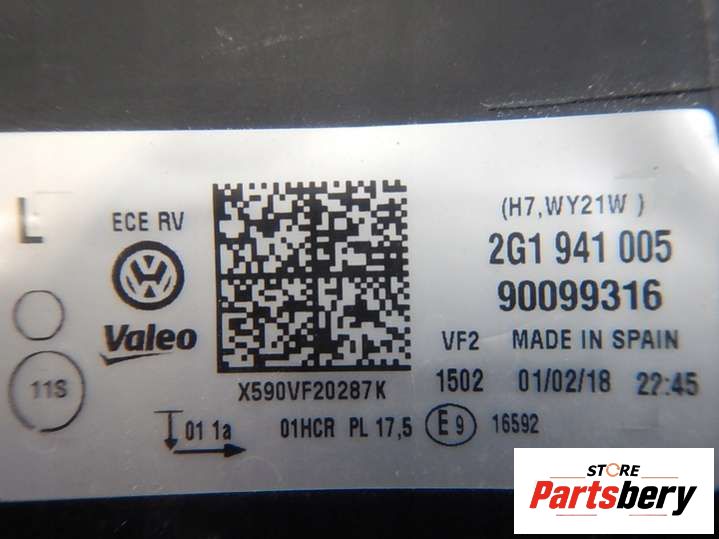 L
ECE RV
(H7,WY21W )
2G1 941 005
Valeo
90099316
VF2 MADE IN SPAIN
X590VF20287K
1502 01/02/18 22:45
11S
01 1a
01HCR PL 17,5
E 9
16592
STORE
Partsbery